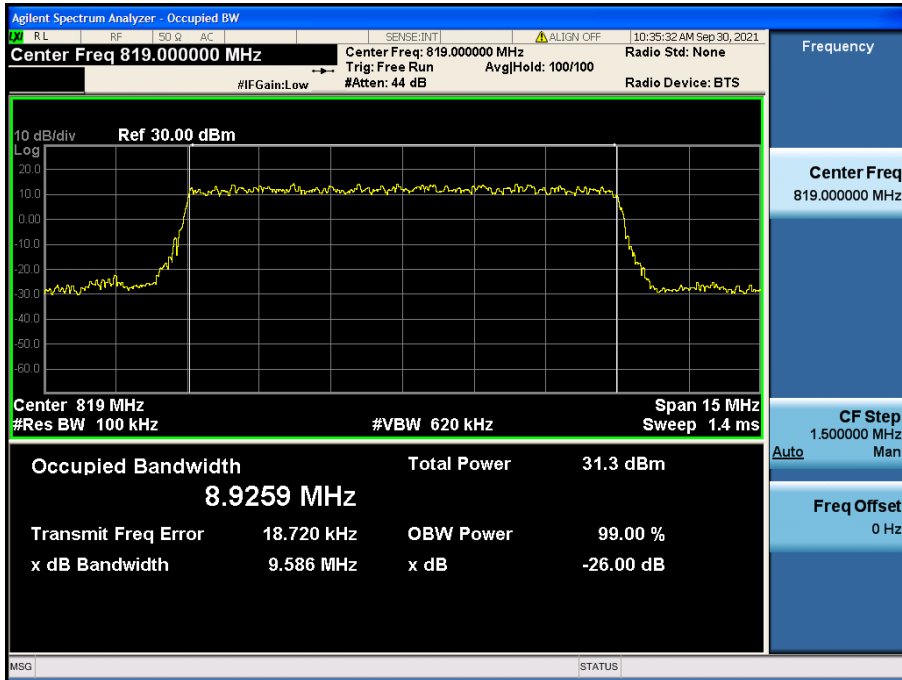 Agilent Spectrum Analyzer - Occupied BW
LXI RL RF 50 Ω AC SENSE:INT ALIGN OFF 10:35:32 AM Sep 30, 2021
Center Freq 819.000000 MHz Center Freq: 819.000000 MHz Radio Std: None
Trig: Free Run Avg|Hold: 100/100
#IFGain:Low #Atten: 44 dB Radio Device: BTS
10 dB/div Ref 30.00 dBm
Log
20.0
10.0
0.00
-10.0
-20.0
-30.0
-40.0
-50.0
-60.0
Center 819 MHz Span 15 MHz
#Res BW 100 kHz #VBW 620 kHz Sweep 1.4 ms
Occupied Bandwidth Total Power 31.3 dBm
8.9259 MHz
Transmit Freq Error 18.720 kHz OBW Power 99.00 %
x dB Bandwidth 9.586 MHz x dB -26.00 dB
MSG STATUS
Frequency
Center Freq
819.000000 MHz
CF Step
1.500000 MHz
Auto Man
Freq Offset
0 Hz